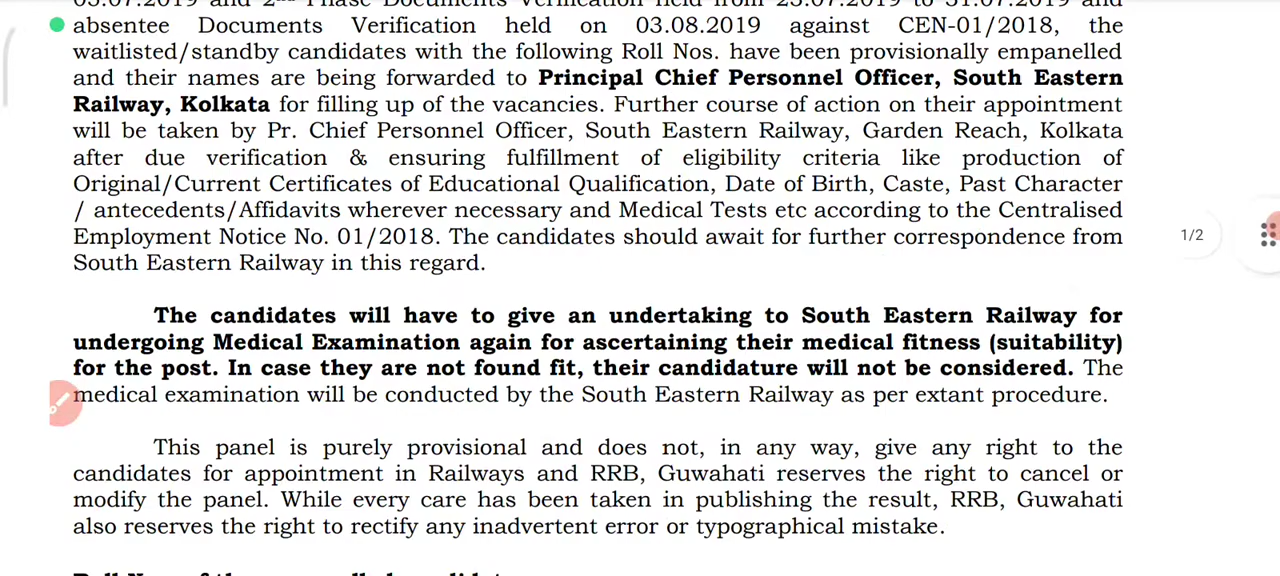 absentee Documents Verification held on 03.08.2019 against CEN-01/2018, the
waitlisted/standby candidates with the following Roll Nos. have been provisionally empanelled
and their names are being forwarded to Principal Chief Personnel Officer, South Eastern
Railway, Kolkata for filling up of the vacancies. Further course of action on their appointment
will be taken by Pr. Chief Personnel Officer, South Eastern Railway, Garden Reach, Kolkata
after due verification & ensuring fulfillment of eligibility criteria like production of
Original/Current Certificates of Educational Qualification, Date of Birth, Caste, Past Character
/ antecedents/Affidavits wherever necessary and Medical Tests etc according to the Centralised
Employment Notice No. 01/2018. The candidates should await for further correspondence from
1/2
South Eastern Railway in this regard.
The candidates will have to give an undertaking to South Eastern Railway for
undergoing Medical Examination again for ascertaining their medical fitness (suitability)
for the post. In case they are not found fit, their candidature will not be considered. The
medical examination will be conducted by the South Eastern Railway as per extant procedure.
This panel is purely provisional and does not, in any way, give any right to the
candidates for appointment in Railways and RRB, Guwahati reserves the right to cancel or
modify the panel. While every care has been taken in publishing the result, RRB, Guwahati
also reserves the right to rectify any inadvertent error or typographical mistake.